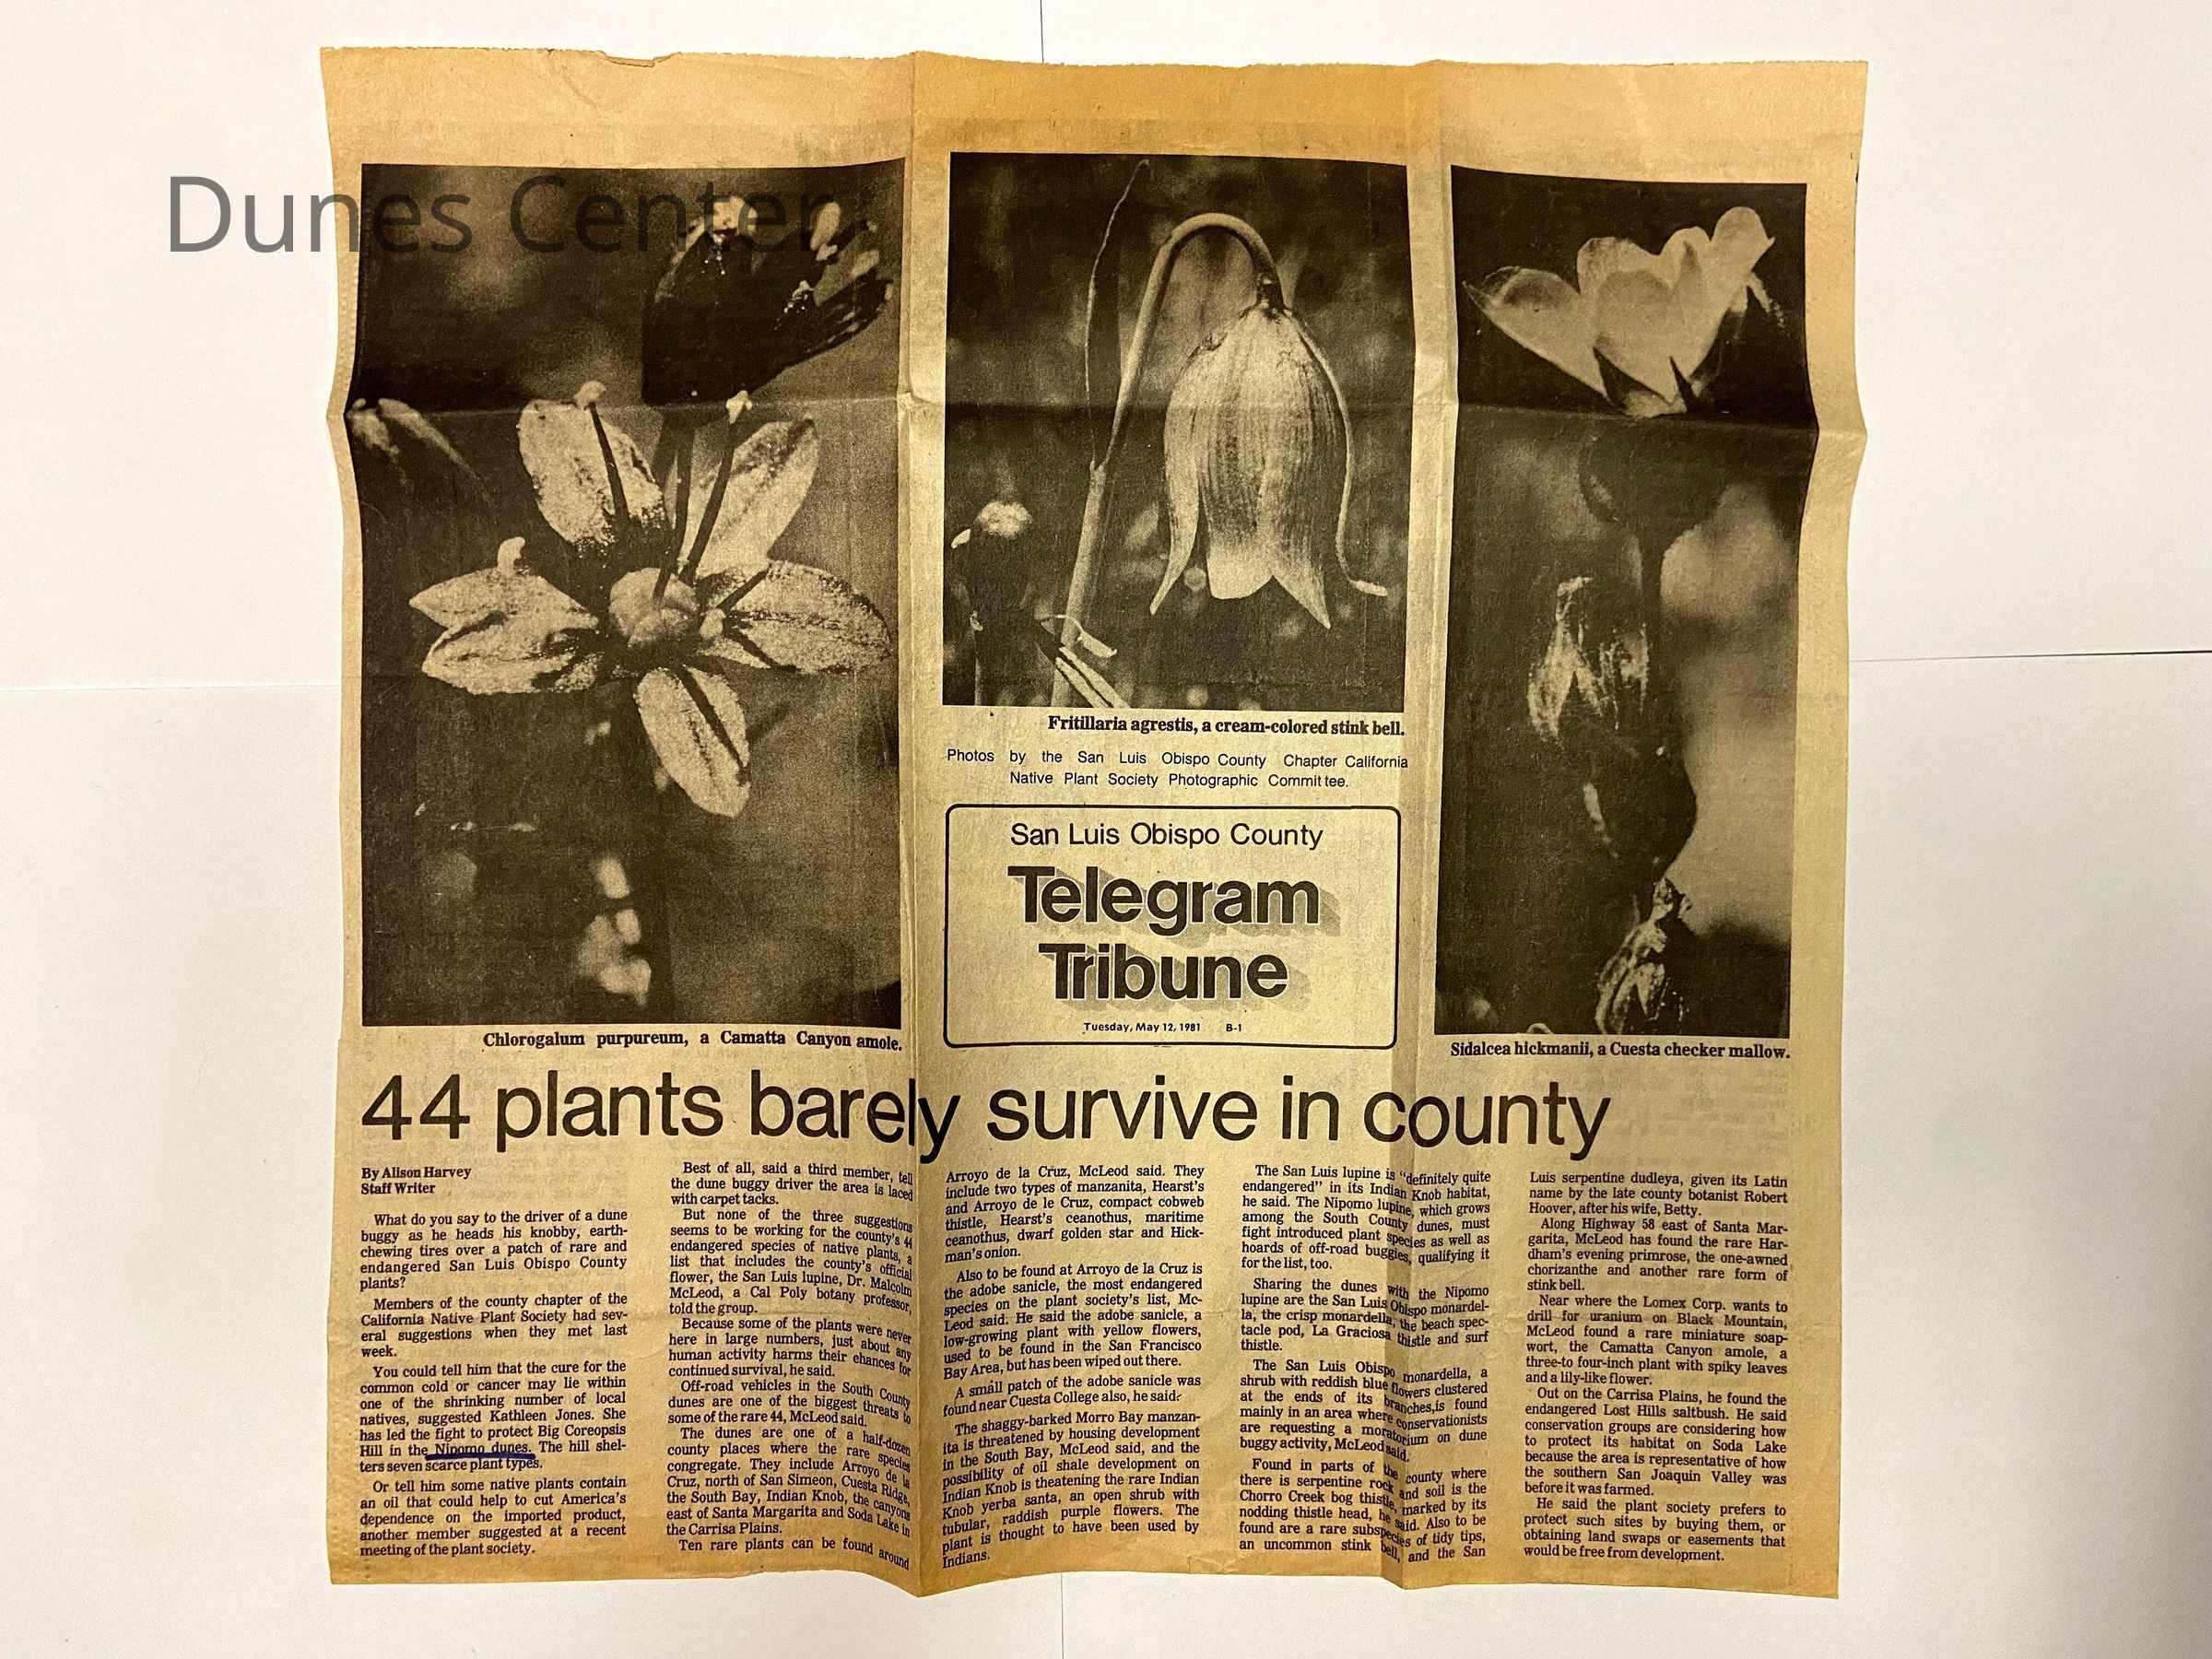 Dunes Center
Fritillaria agrestis, a cream-colored stink bell.
Photos by the San Luis Obispo County Chapter California
Native Plant Society Photographic Committee.
San Luis Obispo County
Telegram
Tribune
Tuesday, May 12, 1981 B-1
Chlorogalum purpureum, a Camatta Canyon amole.
Sidalcea hickmanii, a Cuesta checker mallow.
44 plants barely survive in county
By Alison Harvey
Staff Writer
What do you say to the driver of a dune
buggy as he heads his knobby, earth-
chewing tires over a patch of rare and
endangered San Luis Obispo County
plants?
Members of the county chapter of the
California Native Plant Society had sev-
eral suggestions when they met last
week.
You could tell him that the cure for the
common cold or cancer may lie within
one of the shrinking number of local
natives, suggested Kathleen Jones. She
has led the fight to protect Big Coreopsis
Hill in the Nipomo dunes. The hill shel-
ters seven scarce plant types.
Or tell him some native plants contain
an oil that could help to cut America's
dependence on the imported product,
another member suggested at a recent
meeting of the plant society.
Best of all, said a third member, tell
the dune buggy driver the area is laced
with carpet tacks.
But none of the three suggestions
seems to be working for the county's 44
endangered species of native plants, a
list that includes the county's official
flower, the San Luis lupine, Dr. Malcolm
McLeod, a Cal Poly botany professor,
told the group.
Because some of the plants were never
here in large numbers, just about any
human activity harms their chances for
continued survival, he said.
Off-road vehicles in the South County
dunes are one of the biggest threats to
some of the rare 44, McLeod said.
The dunes are one of a half-dozen
county places where the rare species
congregate. They include Arroyo de la
Cruz, north of San Simeon, Cuesta Ridge,
the South Bay, Indian Knob, the canyons
east of Santa Margarita and Soda Lake in
the Carrisa Plains.
Ten rare plants can be found around
Arroyo de la Cruz, McLeod said. They
include two types of manzanita, Hearst's
and Arroyo de le Cruz, compact cobweb
thistle, Hearst's ceanothus, maritime
ceanothus, dwarf golden star and Hick-
man's onion.
Also to be found at Arroyo de la Cruz is
the adobe sanicle, the most endangered
species on the plant society's list, Mc-
Leod said. He said the adobe sanicle, a
low-growing plant with yellow flowers,
used to be found in the San Francisco
Bay Area, but has been wiped out there.
A small patch of the adobe sanicle was
found near Cuesta College also, he said.
The shaggy-barked Morro Bay manzan-
ita is threatened by housing development
in the South Bay, McLeod said, and the
possibility of oil shale development on
Indian Knob is theatening the rare Indian
Knob yerba santa, an open shrub with
tubular, raddish purple flowers. The
plant is thought to have been used by
Indians.
The San Luis lupine is "definitely quite
endangered" in its Indian Knob habitat,
he said. The Nipomo lupine, which grows
among the South County dunes, must
fight introduced plant species as well as
hoards of off-road buggies, qualifying it
for the list, too.
Sharing the dunes with the Nipomo
lupine are the San Luis Obispo monardel-
la, the crisp monardella, the beach spec-
tacle pod, La Graciosa thistle and surf
thistle.
The San Luis Obispo monardella, a
shrub with reddish blue flowers clustered
at the ends of its branches,is found
mainly in an area where conservationists
are requesting a moratorium on dune
buggy activity, McLeod said.
Found in parts of the county where
there is serpentine rock and soil is the
Chorro Creek bog thistle, marked by its
nodding thistle head, he said. Also to be
found are a rare subspecies of tidy tips,
an uncommon stink bell, and the San
Luis serpentine dudleya, given its Latin
name by the late county botanist Robert
Hoover, after his wife, Betty.
Along Highway 58 east of Santa Mar-
garita, McLeod has found the rare Har-
dham's evening primrose, the one-awned
chorizanthe and another rare form of
stink bell.
Near where the Lomex Corp. wants to
drill for uranium on Black Mountain,
McLeod found a rare miniature soap-
wort, the Camatta Canyon amole, a
three-to four-inch plant with spiky leaves
and a lily-like flower.
Out on the Carrisa Plains, he found the
endangered Lost Hills saltbush. He said
conservation groups are considering how
to protect its habitat on Soda Lake
because the area is representative of how
the southern San Joaquin Valley was
before it was farmed.
He said the plant society prefers to
protect such sites by buying them, or
obtaining land swaps or easements that
would be free from development.